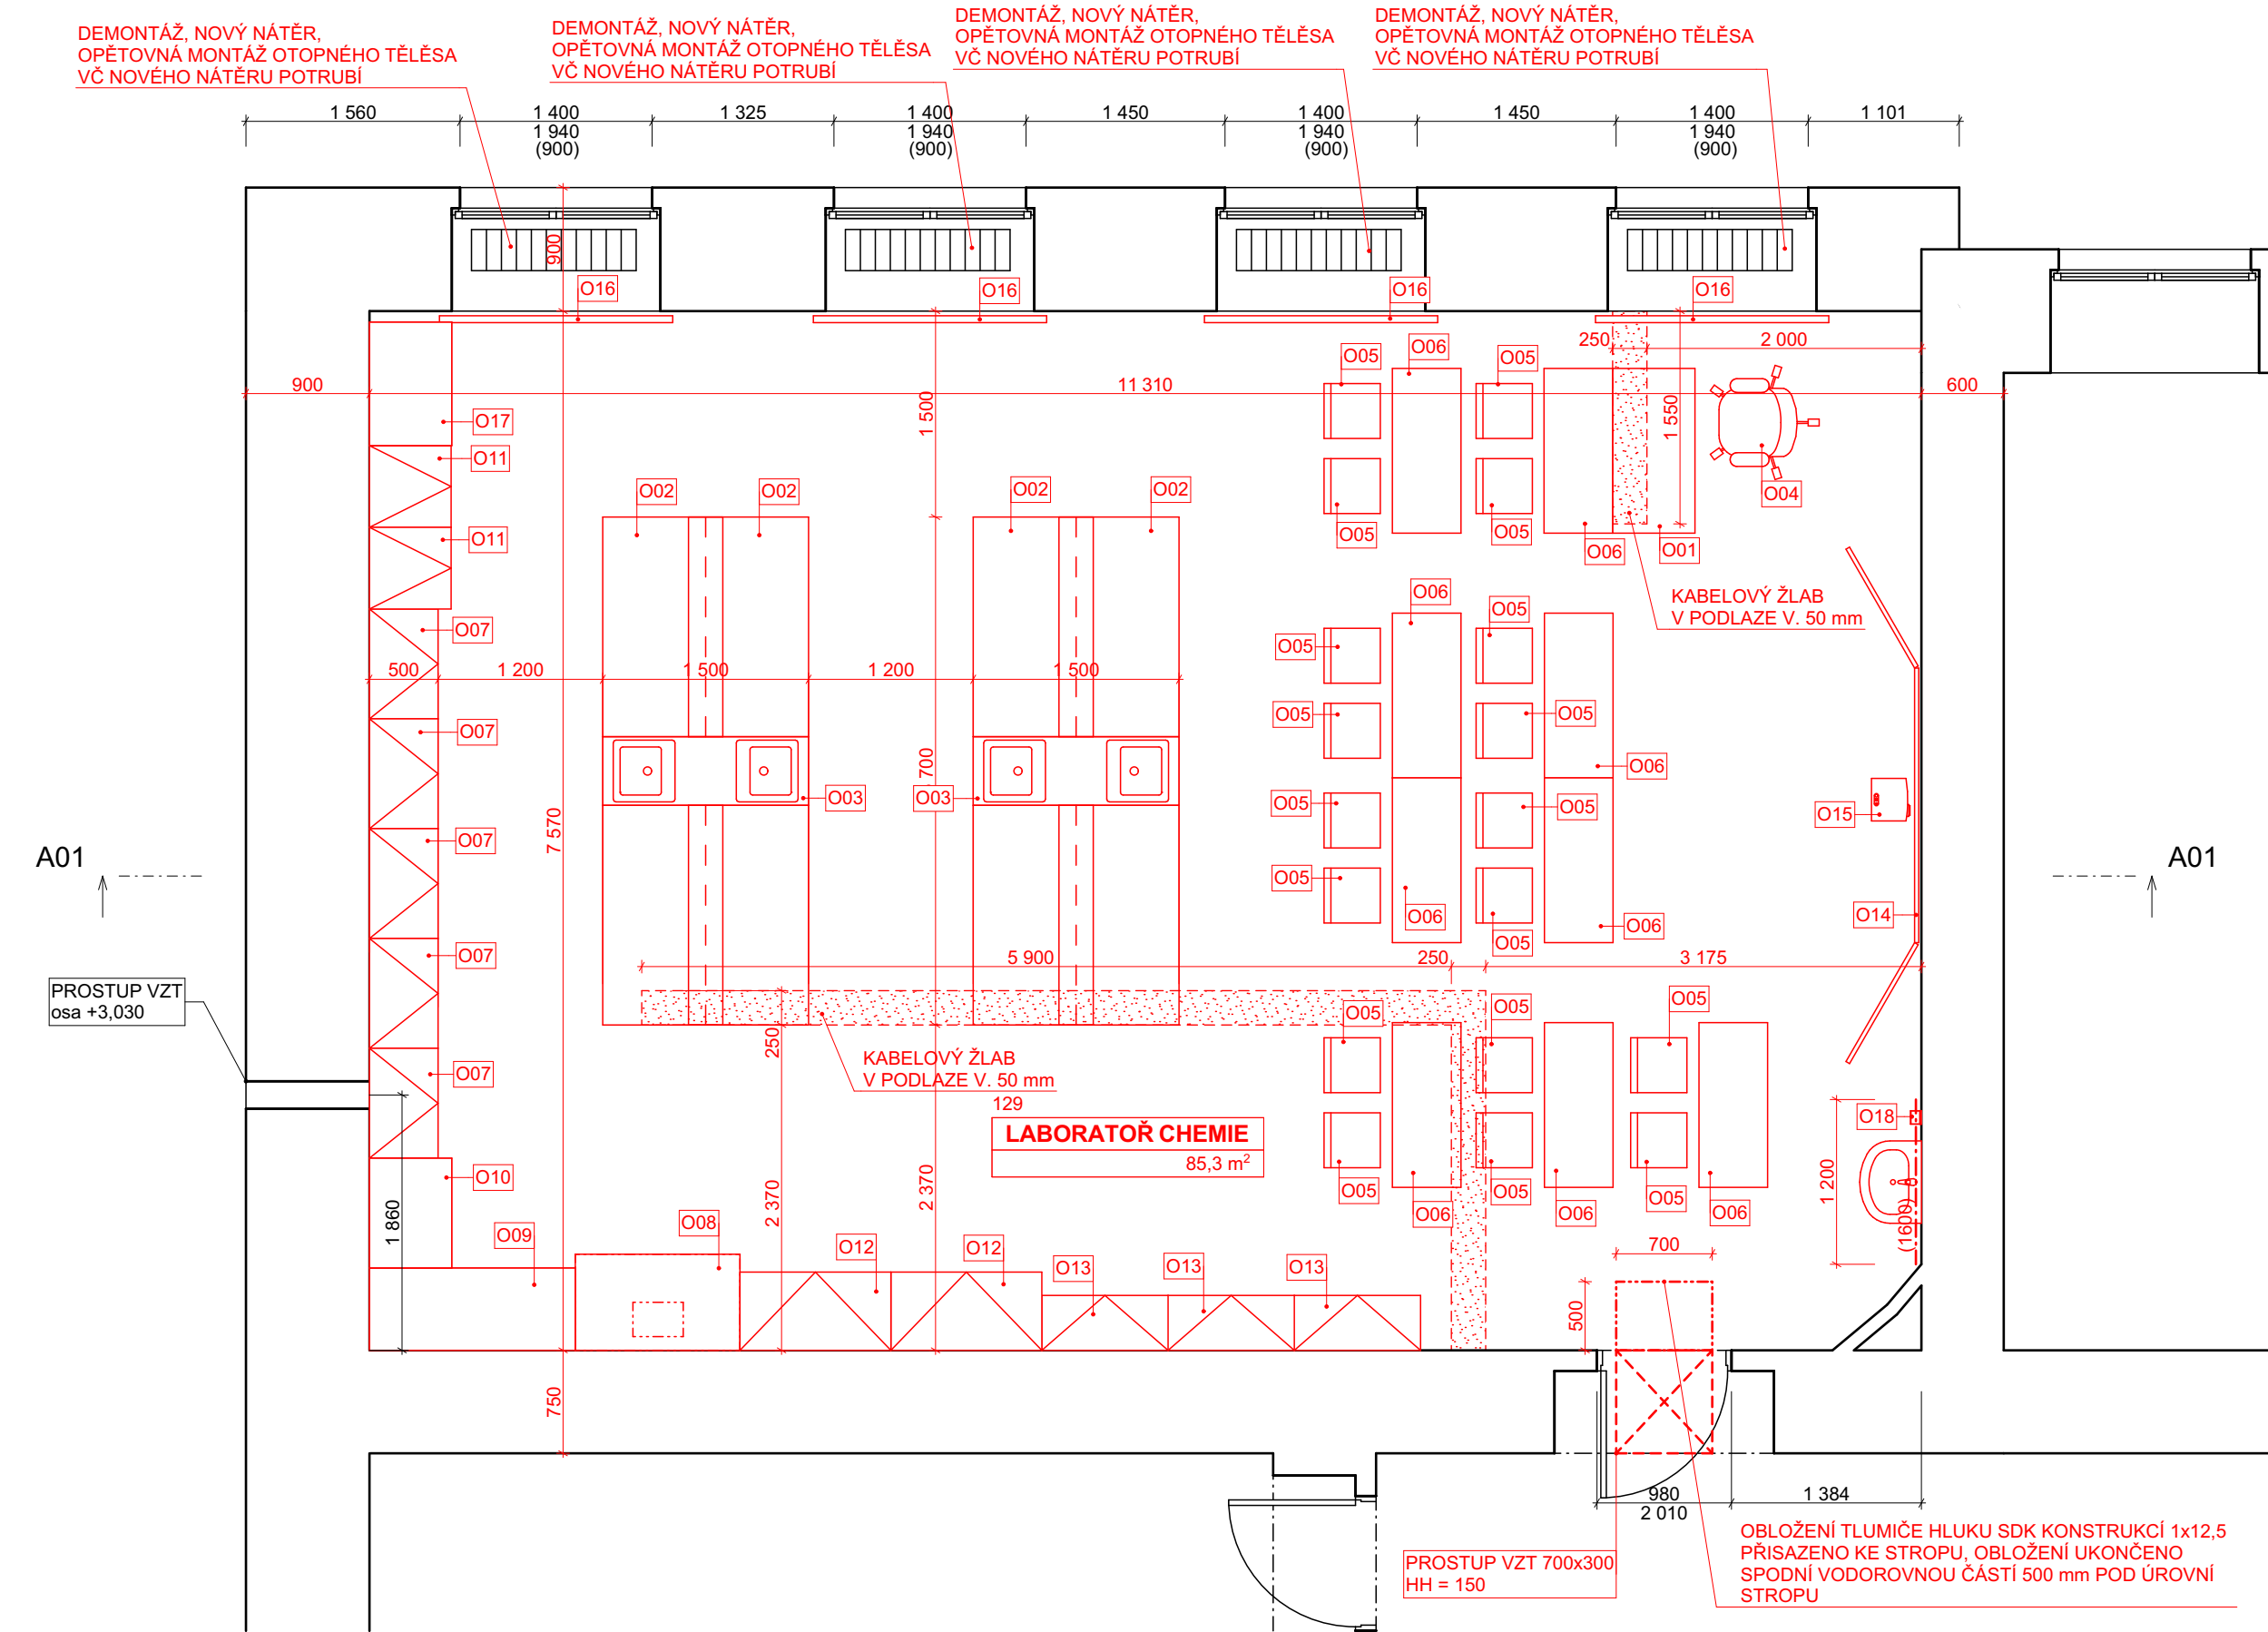 DEMONTÁŽ, NOVÝ NÁTĚR,
OPĚTOVNÁ MONTÁŽ OTOPNÉHO TĚLĚSA
VČ NOVÉHO NÁTĚRU POTRUBÍ
DEMONTÁŽ, NOVÝ NÁTĚR,
OPĚTOVNÁ MONTÁŽ OTOPNÉHO TĚLĚSA
VČ NOVÉHO NÁTĚRU POTRUBÍ
DEMONTÁŽ, NOVÝ NÁTĚR,
OPĚTOVNÁ MONTÁŽ OTOPNÉHO TĚLĚSA
VČ NOVÉHO NÁTĚRU POTRUBÍ
DEMONTÁŽ, NOVÝ NÁTĚR,
OPĚTOVNÁ MONTÁŽ OTOPNÉHO TĚLĚSA
VČ NOVÉHO NÁTĚRU POTRUBÍ
1 560
1 400
1 940
(900)
1 325
1 400
1 940
(900)
1 450
1 400
1 940
(900)
1 450
1 400
1 940
(900)
1 101
900
O16
O16
O16
O16
250
2 000
O05
O06
O05
900
11 310
600
1 500
1 550
O17
O11
O02
O02
O02
O02
O04
O11
O05
O05
O06
O01
KABELOVÝ ŽLAB
V PODLAZE V. 50 mm
O06
O05
O07
O05
500
1 200
1 500
1 200
1 500
O07
O05
O05
O06
700
O03
O03
O05
O05
O15
7 570
O07
A01
A01
O05
O06
O05
O06
O14
O07
5 900
250
3 175
PROSTUP VZT
osa +3,030
O05
O05
O05
250
KABELOVÝ ŽLAB
V PODLAZE V. 50 mm
O07
129
LABORATOŘ CHEMIE
85,3 m²
O18
O10
1 860
2 370
2 370
1 200
(1600)
O05
O05
O05
O06
O06
O06
O09
O08
O12
O12
O13
O13
O13
700
500
750
980
2 010
1 384
PROSTUP VZT 700x300
HH = 150
OBLOŽENÍ TLUMIČE HLUKU SDK KONSTRUKCÍ 1x12,5
PŘISAZENO KE STROPU, OBLOŽENÍ UKONČENO
SPODNÍ VODOROVNOU ČÁSTÍ 500 mm POD ÚROVNÍ
STROPU